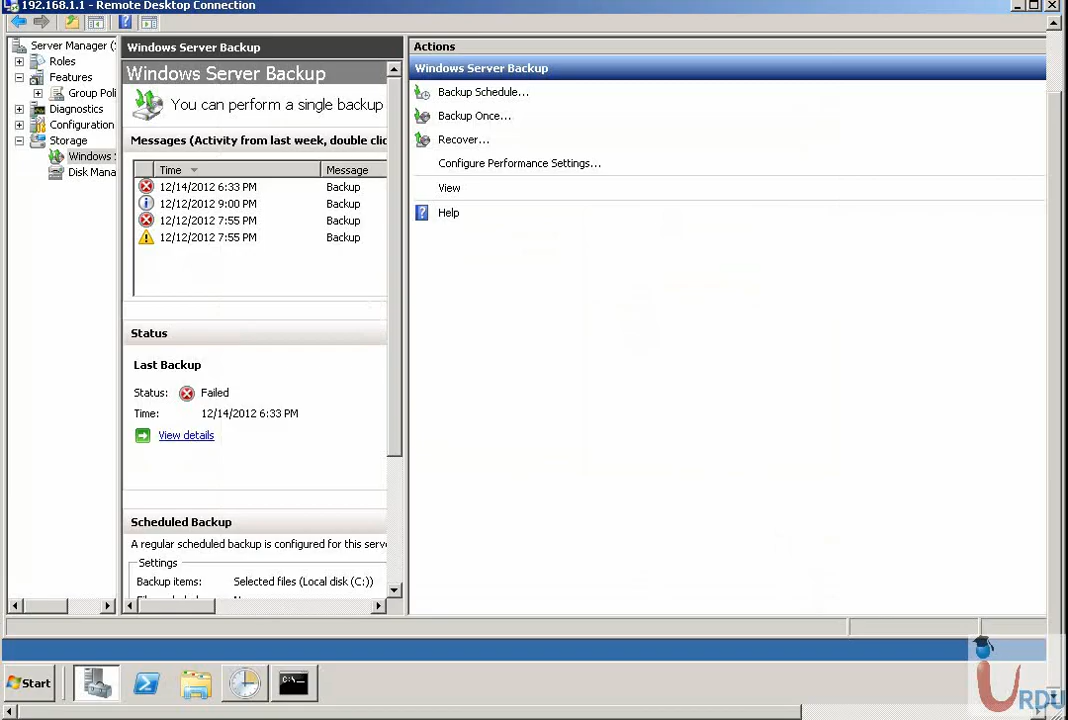 192.168.1.1 - Remote Desktop Connection
Server Manager (
Roles
Features
Group Poli
Diagnostics
Configuration
Storage
Windows
Disk Mana
Windows Server Backup
Windows Server Backup
You can perform a single backup
Messages (Activity from last week, double clic
Time Message
12/14/2012 6:33 PM Backup
12/12/2012 9:00 PM Backup
12/12/2012 7:55 PM Backup
12/12/2012 7:55 PM Backup
Status
Last Backup
Status: Failed
Time: 12/14/2012 6:33 PM
View details
Scheduled Backup
A regular scheduled backup is configured for this serve
Settings
Backup items: Selected files (Local disk (C:))
Actions
Windows Server Backup
Backup Schedule...
Backup Once...
Recover...
Configure Performance Settings...
View
Help
Start
C:\
URDU